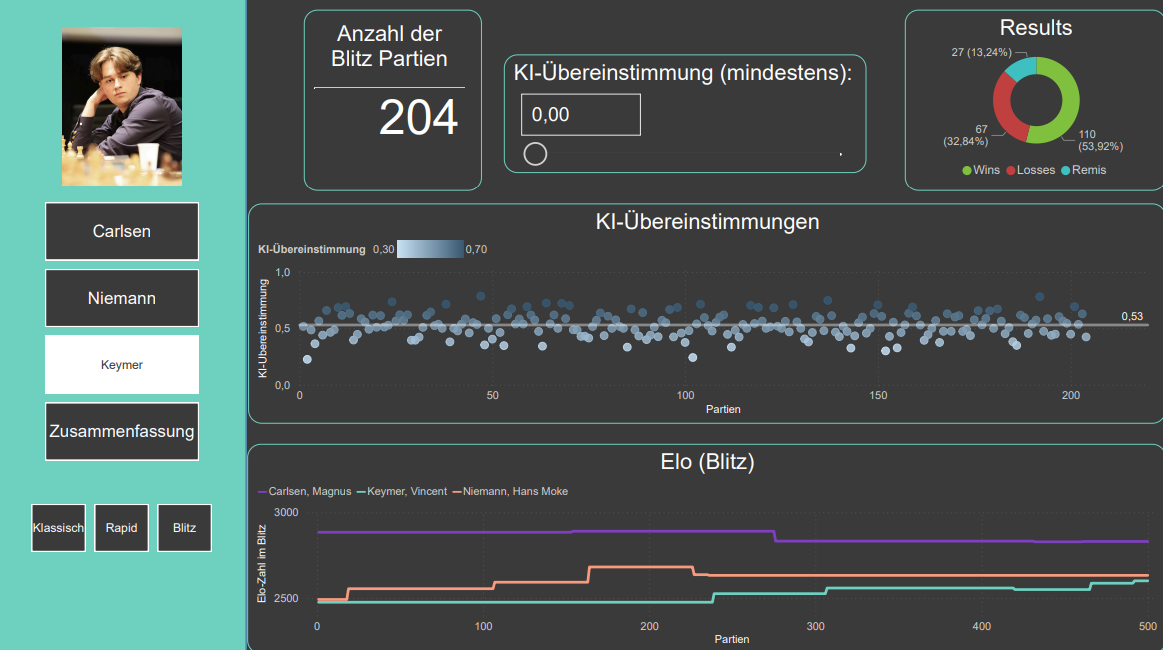 Carlsen
Niemann
Keymer
Zusammenfassung
Klassisch
Rapid
Blitz
Anzahl der
Blitz Partien
204
KI-Übereinstimmung (mindestens):
0,00
Results
27 (13,24%)
67
(32,84%)
110
(53,92%)
Wins Losses Remis
KI-Übereinstimmungen
KI-Übereinstimmung 0,30 0,70
KI-Übereinstimmung
1,0
0,5
0,0
0,53
0 50 100 150 200
Partien
Elo (Blitz)
Carlsen, Magnus Keymer, Vincent Niemann, Hans Moke
Elo-Zahl im Blitz
3000
2500
0 100 200 300 400 500
Partien